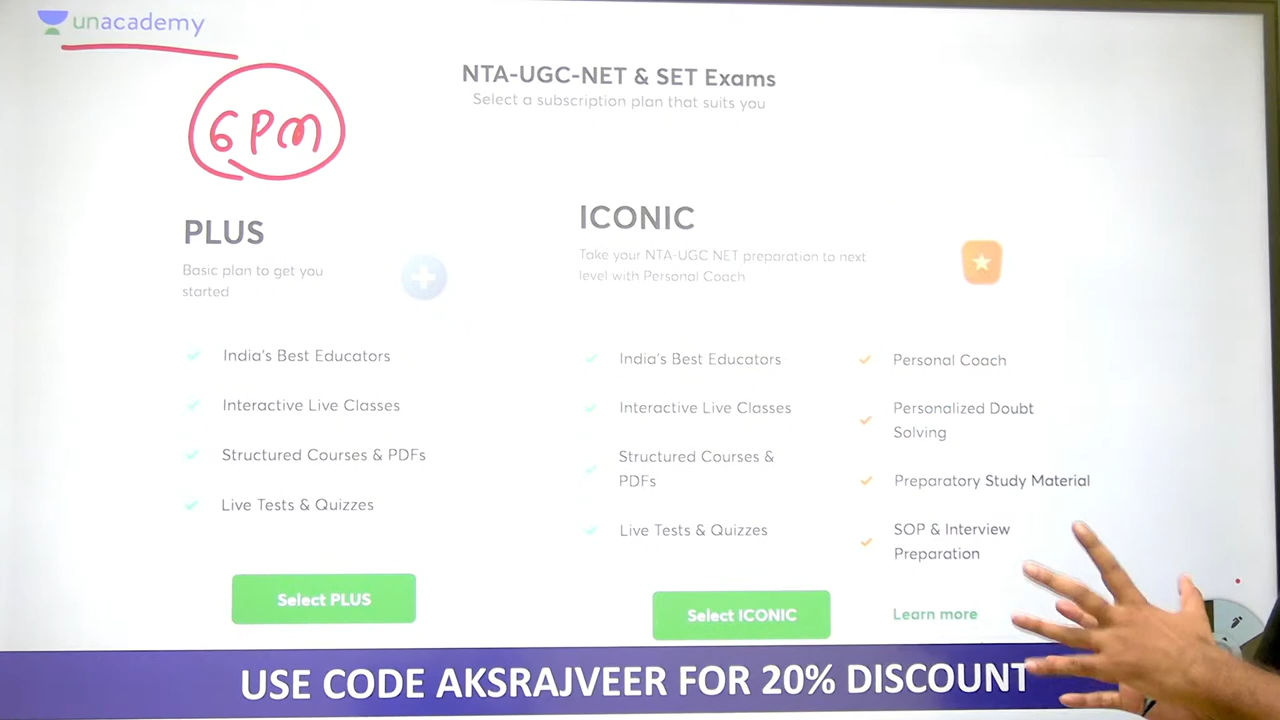 unacademy
NTA-UGC-NET & SET Exams
Select a subscription plan that suits you
6 PM
PLUS
Basic plan to get you
started
India's Best Educators
Interactive Live Classes
Structured Courses & PDFs
Live Tests & Quizzes
Select PLUS
ICONIC
Take your NTA-UGC NET preparation to next
level with Personal Coach
India's Best Educators
Interactive Live Classes
Structured Courses &
PDFs
Live Tests & Quizzes
Select ICONIC
Personal Coach
Personalized Doubt
Solving
Preparatory Study Material
SOP & Interview
Preparation
Learn more
USE CODE AKSRAJVEER FOR 20% DISCOUNT